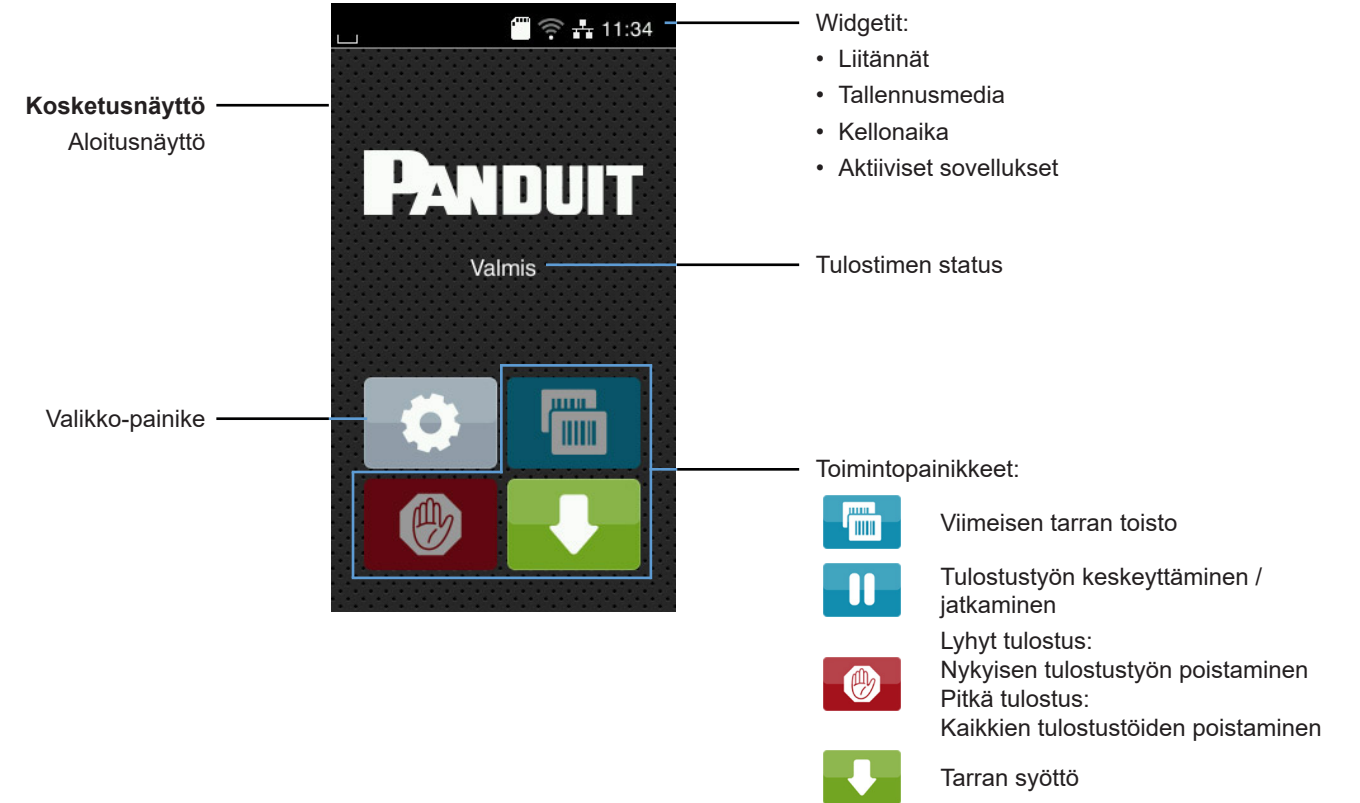 11:34
Kosketusnäyttö
Aloitusnäyttö
PANDUIT
Valmis
Valikko-painike
Widgetit:
• Liitännät
• Tallennusmedia
• Kellonaika
• Aktiiviset sovellukset
Tulostimen status
Toimintopainikkeet:
Viimeisen tarran toisto
Tulostustyön keskeyttäminen /
jatkaminen
Lyhyt tulostus:
Nykyisen tulostustyön poistaminen
Pitkä tulostus:
Kaikkien tulostustöiden poistaminen
Tarran syöttö